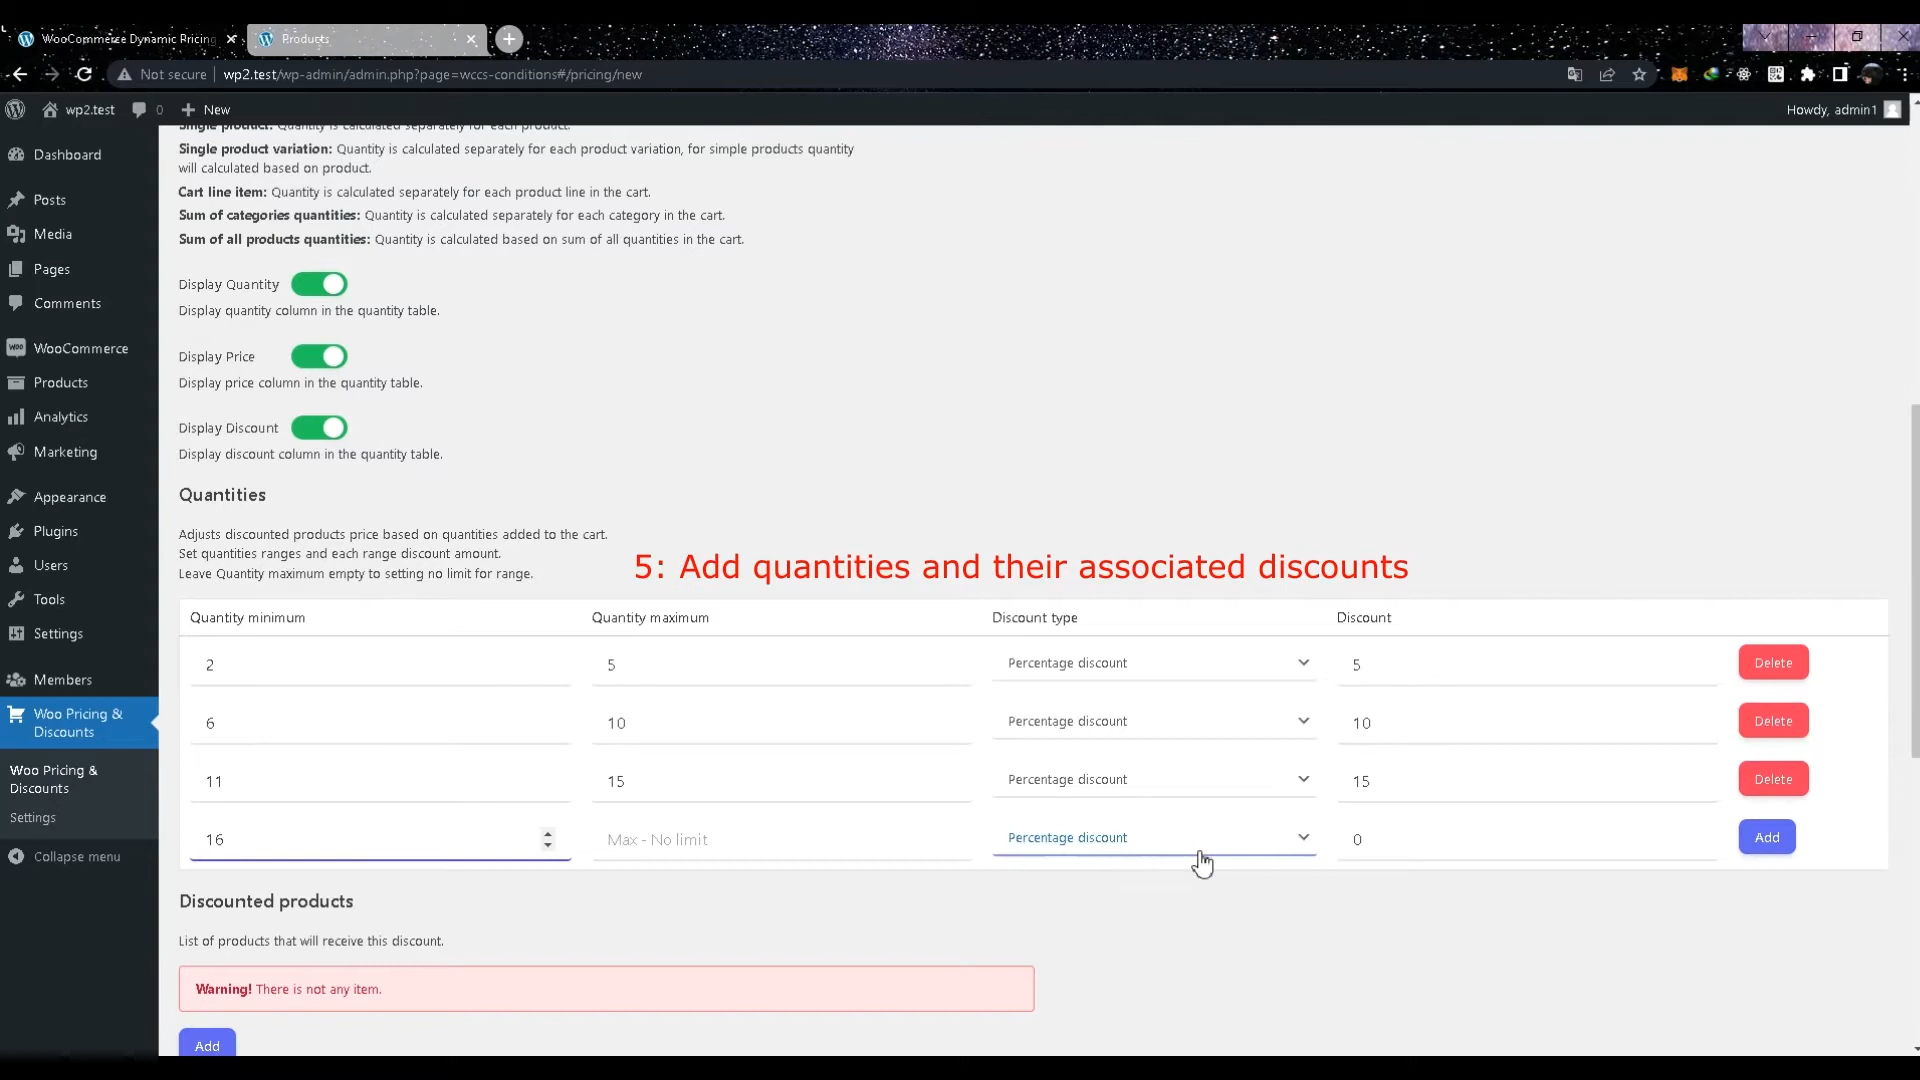 WooCommerce Dynamic Pricing
Products
Not secure
wp2.test/wp-admin/admin.php?page=wccs-conditions#/pricing/new
wp2.test
0
New
Howdy, admin1
Dashboard
Posts
Media
Pages
Comments
WooCommerce
Products
Analytics
Marketing
Appearance
Plugins
Users
Tools
Settings
Members
Woo Pricing &
Discounts
Woo Pricing &
Discounts
Settings
Collapse menu
Single product: Quantity is calculated separately for each product.
Single product variation: Quantity is calculated separately for each product variation, for simple products quantity
will calculated based on product.
Cart line item: Quantity is calculated separately for each product line in the cart.
Sum of categories quantities: Quantity is calculated separately for each category in the cart.
Sum of all products quantities: Quantity is calculated based on sum of all quantities in the cart.
Display Quantity
Display quantity column in the quantity table.
Display Price
Display price column in the quantity table.
Display Discount
Display discount column in the quantity table.
Quantities
Adjusts discounted products price based on quantities added to the cart.
Set quantities ranges and each range discount amount.
Leave Quantity maximum empty to setting no limit for range.
5: Add quantities and their associated discounts
Quantity minimum Quantity maximum Discount type Discount
2 5 Percentage discount 5 Delete
6 10 Percentage discount 10 Delete
11 15 Percentage discount 15 Delete
16 Max - No limit Percentage discount 0 Add
Discounted products
List of products that will receive this discount.
Warning! There is not any item.
Add